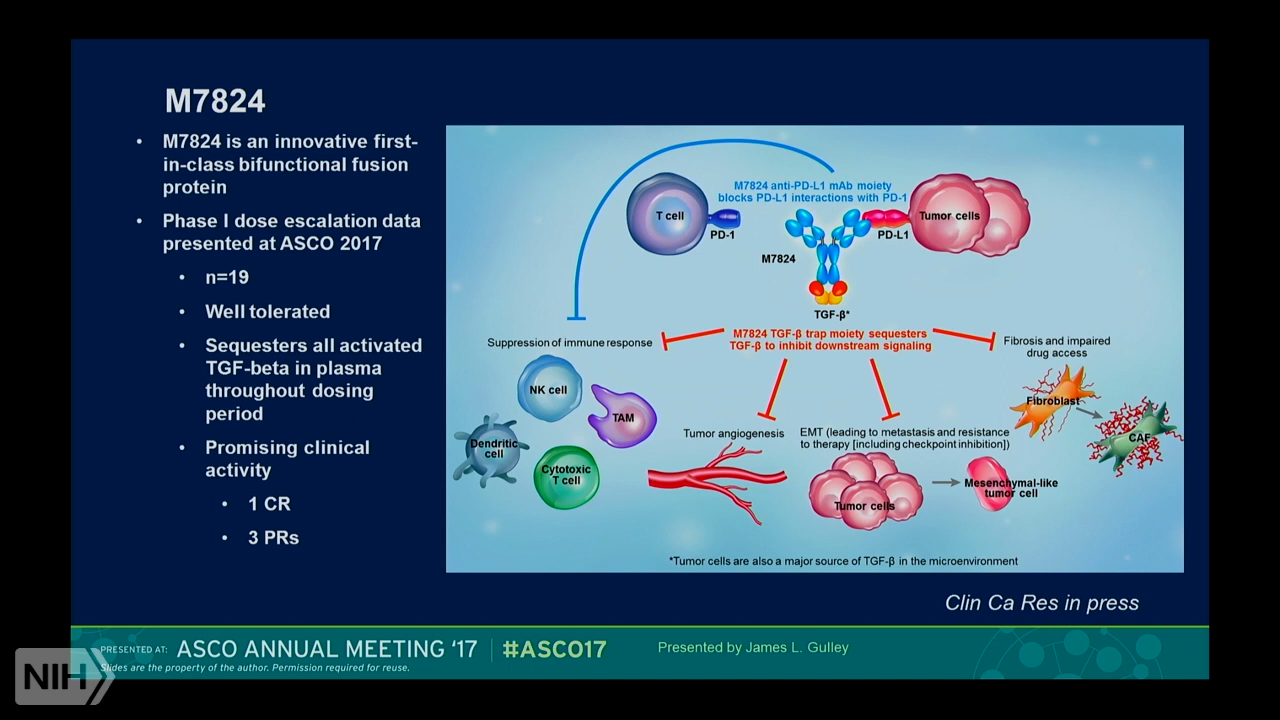 M7824
• M7824 is an innovative first-
in-class bifunctional fusion
protein
• Phase I dose escalation data
presented at ASCO 2017
• n=19
• Well tolerated
• Sequesters all activated
TGF-beta in plasma
throughout dosing
period
• Promising clinical
activity
• 1 CR
• 3 PRs
M7824 anti-PD-L1 mAb moiety
blocks PD-L1 interactions with PD-1
T cell
PD-1
Tumor cells
PD-L1
M7824
TGF-β*
M7824 TGF-β trap moiety sequesters
TGF-β to inhibit downstream signaling
Suppression of immune response
NK cell
TAM
Dendritic
cell
Cytotoxic
T cell
Tumor angiogenesis
EMT (leading to metastasis and resistance
to therapy [including checkpoint inhibition])
Tumor cells
Mesenchymal-like
tumor cell
Fibrosis and impaired
drug access
Fibroblast
CAF
*Tumor cells are also a major source of TGF-β in the microenvironment
Clin Ca Res in press
PRESENTED AT: ASCO ANNUAL MEETING ‘17 | #ASCO17
Presented by James L. Gulley
Slides are the property of the author. Permission required for reuse.
NIH